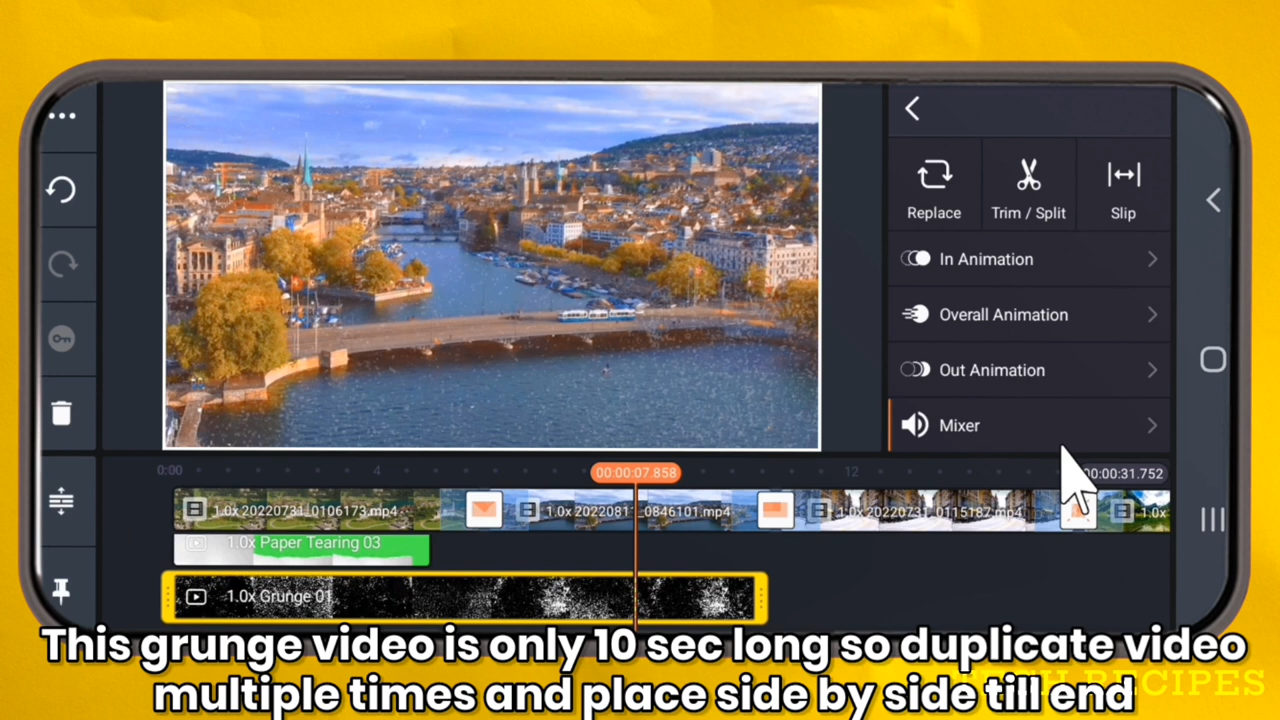 Replace
Trim / Split
Slip
In Animation
Overall Animation
Out Animation
Mixer
0:00
4
00:00:07.858
12
00:00:31.752
1.0x 20220731_0106173.mp4
1.0x 2022081
_0846101.mp4
1.0x 20220731_0115187.mp4
1.0x
1.0x Paper Tearing 03
1.0x Grunge 01
This grunge video is only 10 sec long so duplicate video
multiple times and place side by side till end
RECIPES